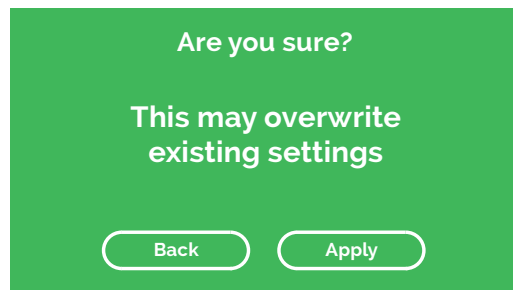 Are you sure?
This may overwrite
existing settings
Back
Apply